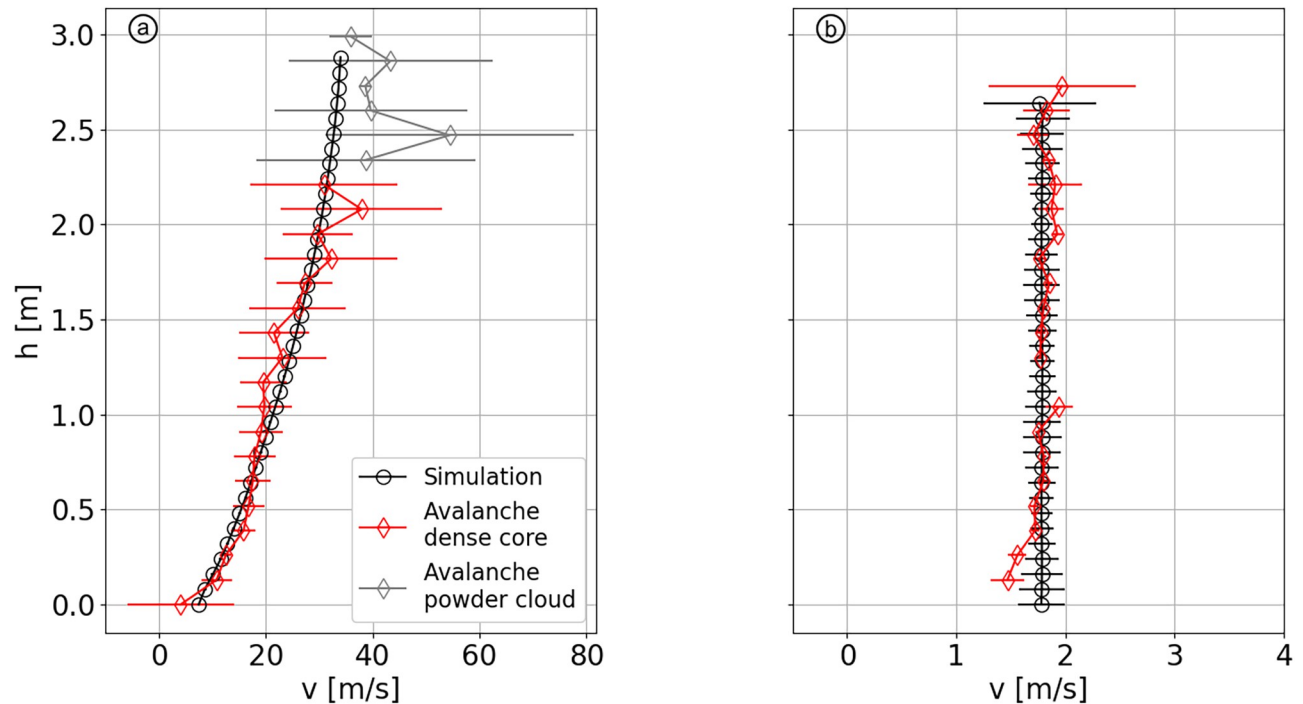 a
3.0
2.5
2.0
1.5
1.0
0.5
0.0
h [m]
0 20 40 60 80
v [m/s]
Simulation
Avalanche
dense core
Avalanche
powder cloud
b
0 1 2 3 4
v [m/s]